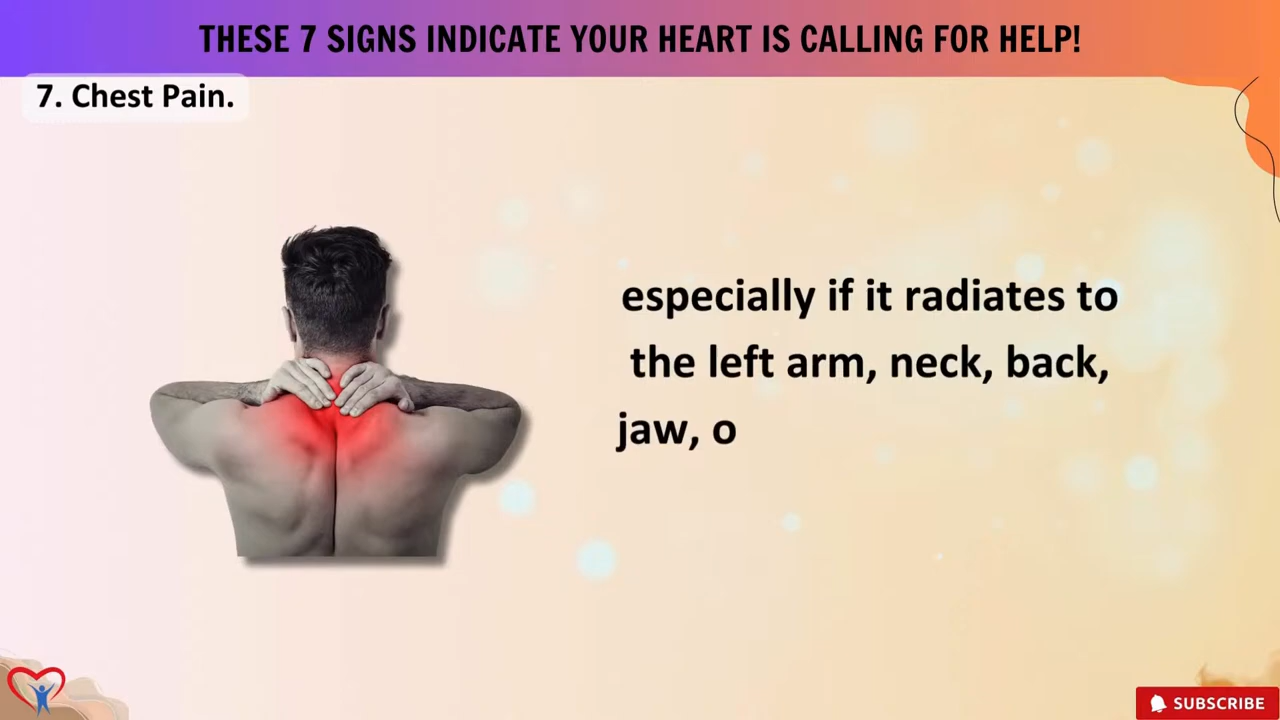 THESE 7 SIGNS INDICATE YOUR HEART IS CALLING FOR HELP!
7. Chest Pain.
especially if it radiates to
the left arm, neck, back,
jaw, o
SUBSCRIBE